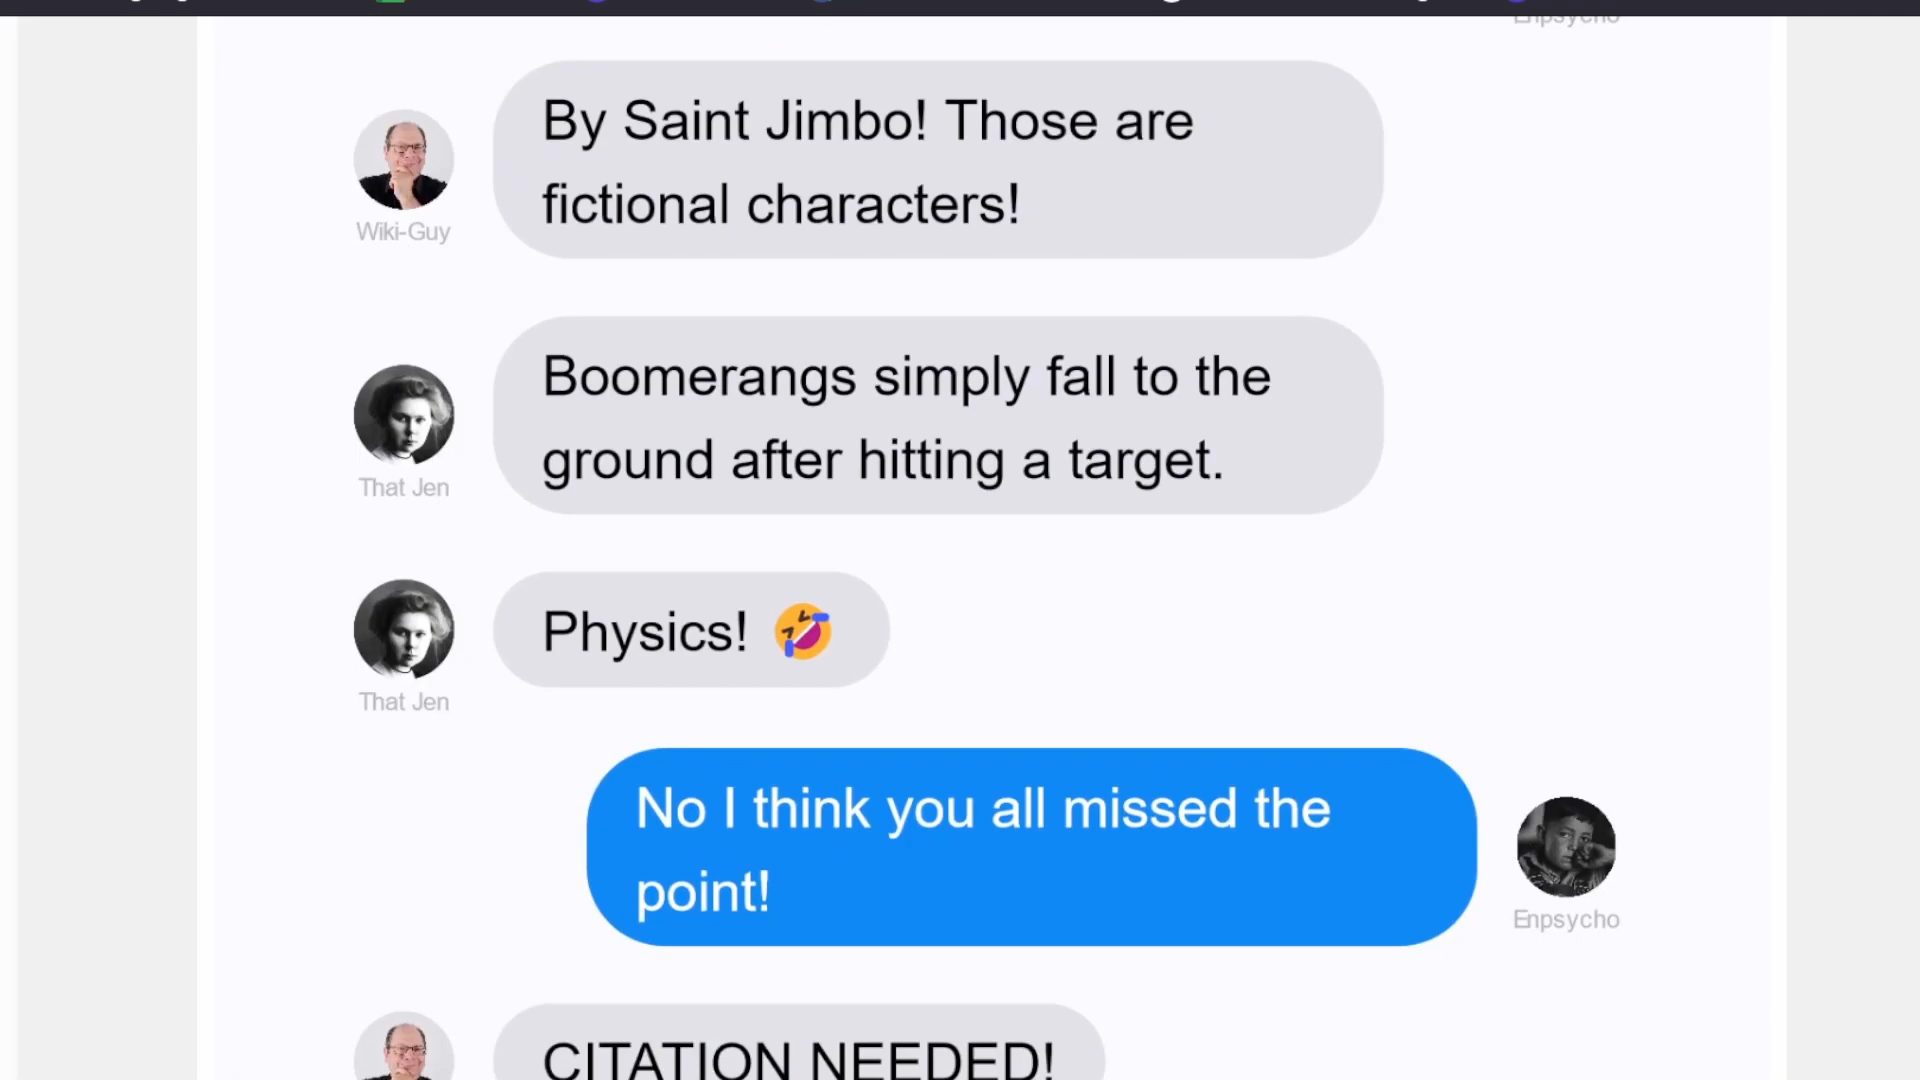 Enpsycho
By Saint Jimbo! Those are
fictional characters!
Wiki-Guy
Boomerangs simply fall to the
ground after hitting a target.
That Jen
Physics! 🤣
That Jen
No I think you all missed the
point!
Enpsycho
CITATION NEEDED!